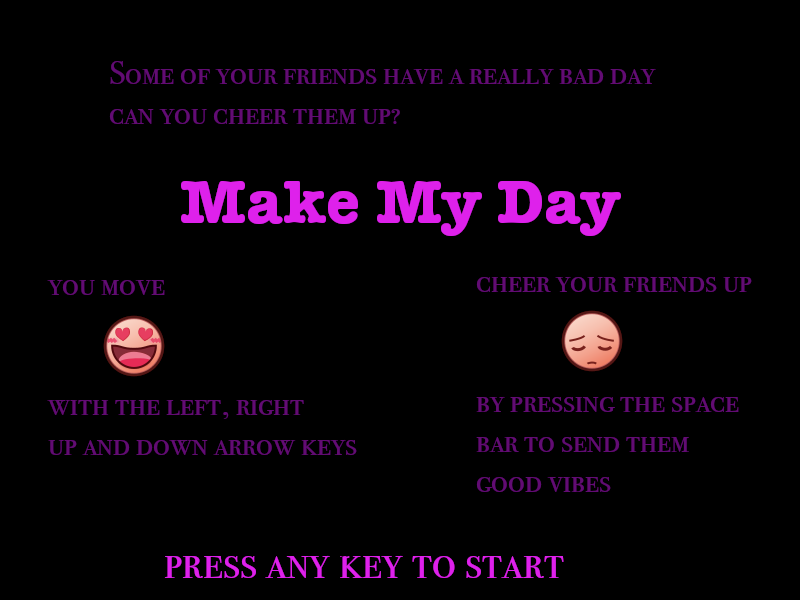 Some of your friends have a really bad day
can you cheer them up?
Make My Day
you move
with the left, right
up and down arrow keys
cheer your friends up
by pressing the space
bar to send them
good vibes
press any key to start